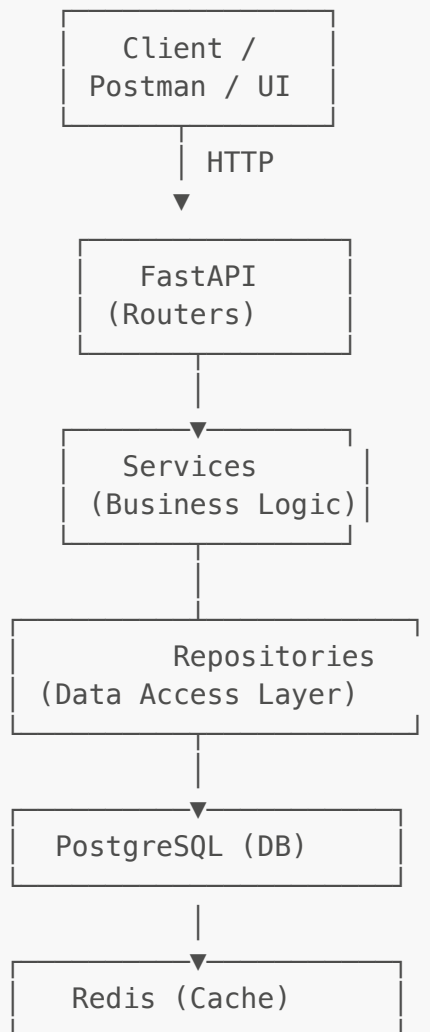 Client /
Postman / UI
HTTP
FastAPI
(Routers)
Services
(Business Logic)
Repositories
(Data Access Layer)
PostgreSQL (DB)
Redis (Cache)